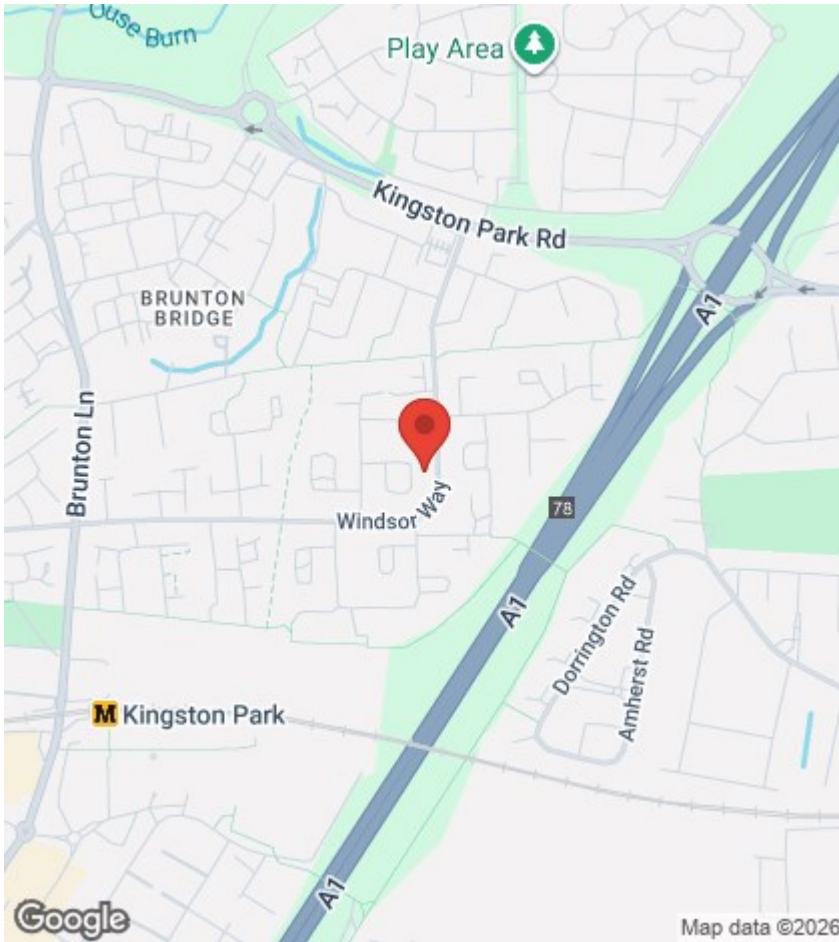 Ouse Burn
Play Area
Kingston Park Rd
BRUNTON
BRIDGE
A1
Brunton Ln
Windsor Way
78
A1
Dorrington Rd
Amherst Rd
M Kingston Park
A1
Google
Map data ©2026